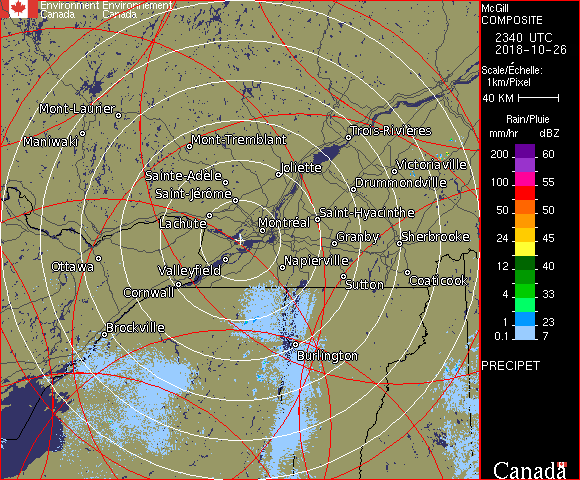 Environment Environnement
Canada Canada
McGill
COMPOSITE
2340 UTC
2018-10-26
Scale/Échelle:
1km/Pixel
40 KM
Rain/Pluie
mm/hr dBZ
200 60
150 57
100 55
50 50
24 45
12 40
4 33
1 23
0.1 7
PRECIPET
Canada
Mont-Laurier
Maniwaki
Mont-Tremblant
Trois-Rivières
Victoriaville
Joliette
Sainte-Adèle
Drummondville
Saint-Jérôme
Saint-Hyacinthe
Lachute
Montréal
Granby
Sherbrooke
Ottawa
Valleyfield
Napierville
Sutton
Coaticook
Cornwall
Brockville
Burlington